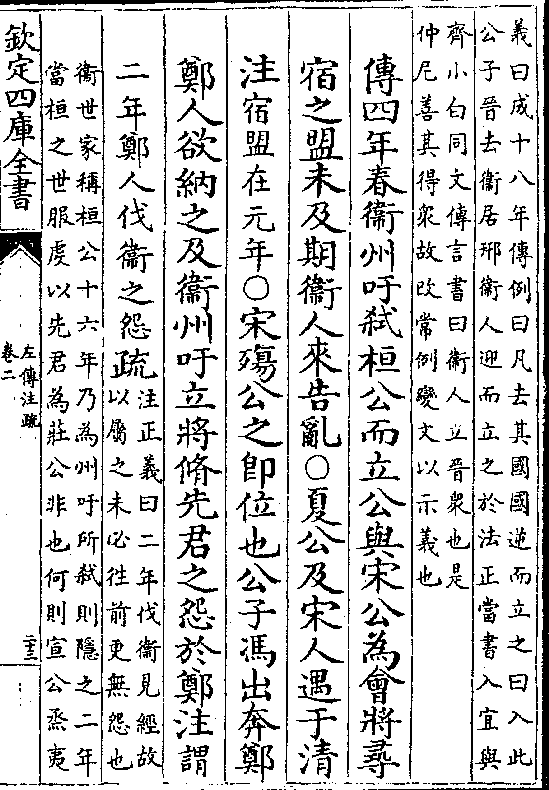 義曰成十八年傳例曰凡去其國國逆而立之曰入此
公子晉去衞居邢衞人迎而立之於法正當書入宜與
齊小白同文傳言書曰衞人立晉衆也是
仲尼善其得衆故改常例變文以示義也
傳四年春衞州吁弑桓公而立公與宋公為會將尋
宿之盟未及期衞人來告亂○夏公及宋人遇于清
注宿盟在元年○宋殤公之即位也公子馮出奔鄭
鄭人欲納之及衞州吁立將脩先君之怨於鄭注謂
二年鄭人伐衞之怨疏注正義曰二年伐衞見經故
以屬之未必往前更無怨也
衞世家稱桓公十六年乃為州吁所弑則隱之二年
當桓之世服虔以先君為莊公非也何則宣公烝夷
欽定四庫全書
左傳注疏
卷二
二十三